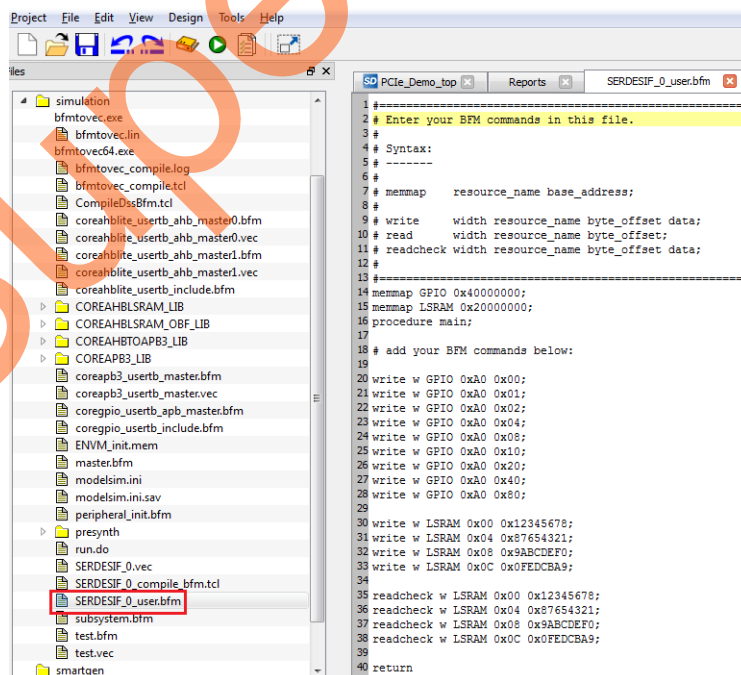 Project File Edit View Design Tools Help
iles
simulation
bfmtovec.exe
bfmtovec.lin
bfmtovec64.exe
bfmtovec_compile.log
bfmtovec_compile.tcl
CompileDssBfm.tcl
coreahblite_usertb_ahb_master0.bfm
coreahblite_usertb_ahb_master0.vec
coreahblite_usertb_ahb_master1.bfm
coreahblite_usertb_ahb_master1.vec
coreahblite_usertb_include.bfm
COREAHBLSRAM_LIB
COREAHBLSRAM_OBF_LIB
COREAHBTOAPB3_LIB
COREAPB3_LIB
coreapb3_usertb_master.bfm
coreapb3_usertb_master.vec
coregpio_usertb_apb_master.bfm
coregpio_usertb_include.bfm
ENVM_init.mem
master.bfm
modelsim.ini
modelsim.ini.sav
peripheral_init.bfm
presynth
run.do
SERDESIF_0.vec
SERDESIF_0_compile_bfm.tcl
SERDESIF_0_user.bfm
subsystem.bfm
test.bfm
test.vec
smartgen
SD PCIe_Demo_top Reports SERDESIF_0_user.bfm
1 #===============================================
2 # Enter your BFM commands in this file.
3 #
4 # Syntax:
5 # -------
6 #
7 # memmap resource_name base_address;
8 #
9 # write width resource_name byte_offset data;
10 # read width resource_name byte_offset;
11 # readcheck width resource_name byte_offset data;
12 #
13 #===============================================
14 memmap GPIO 0x40000000;
15 memmap LSRAM 0x20000000;
16 procedure main;
17
18 # add your BFM commands below:
19
20 write w GPIO 0xA0 0x00;
21 write w GPIO 0xA0 0x01;
22 write w GPIO 0xA0 0x02;
23 write w GPIO 0xA0 0x04;
24 write w GPIO 0xA0 0x08;
25 write w GPIO 0xA0 0x10;
26 write w GPIO 0xA0 0x20;
27 write w GPIO 0xA0 0x40;
28 write w GPIO 0xA0 0x80;
29
30 write w LSRAM 0x00 0x12345678;
31 write w LSRAM 0x04 0x87654321;
32 write w LSRAM 0x08 0x9ABCDEF0;
33 write w LSRAM 0x0C 0x0FEDCBA9;
34
35 readcheck w LSRAM 0x00 0x12345678;
36 readcheck w LSRAM 0x04 0x87654321;
37 readcheck w LSRAM 0x08 0x9ABCDEF0;
38 readcheck w LSRAM 0x0C 0x0FEDCBA9;
39
40 return